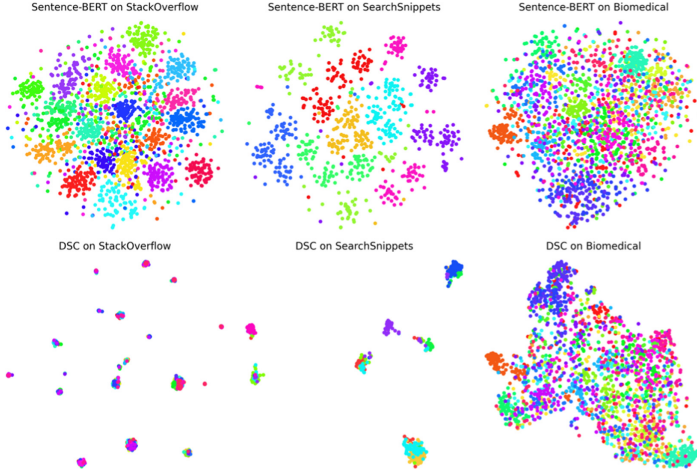 Sentence-BERT on StackOverflow
Sentence-BERT on SearchSnippets
Sentence-BERT on Biomedical
DSC on StackOverflow
DSC on SearchSnippets
DSC on Biomedical